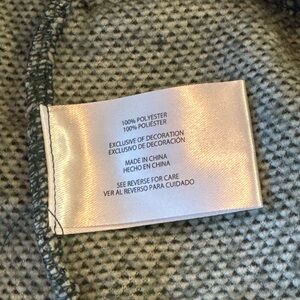 100% POLYESTER
100% POLIÉSTER
EXCLUSIVE OF DECORATION
EXCLUSIVO DE DECORACIÓN
MADE IN CHINA
HECHO EN CHINA
SEE REVERSE FOR CARE
VER AL REVERSO PARA CUIDADO